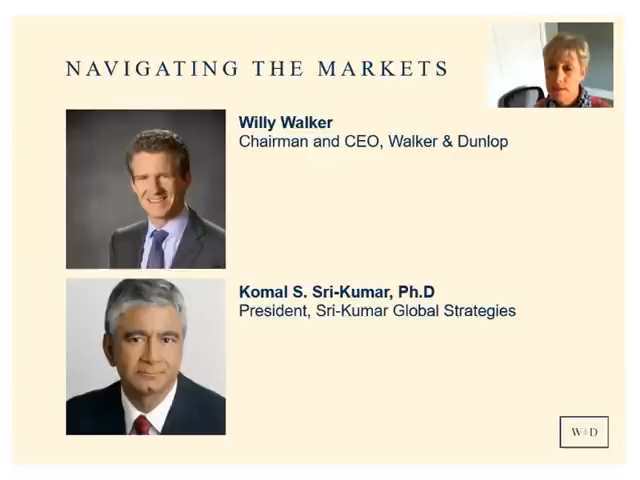 NAVIGATING THE MARKETS
Willy Walker
Chairman and CEO, Walker & Dunlop
Komal S. Sri-Kumar, Ph.D
President, Sri-Kumar Global Strategies
W&D